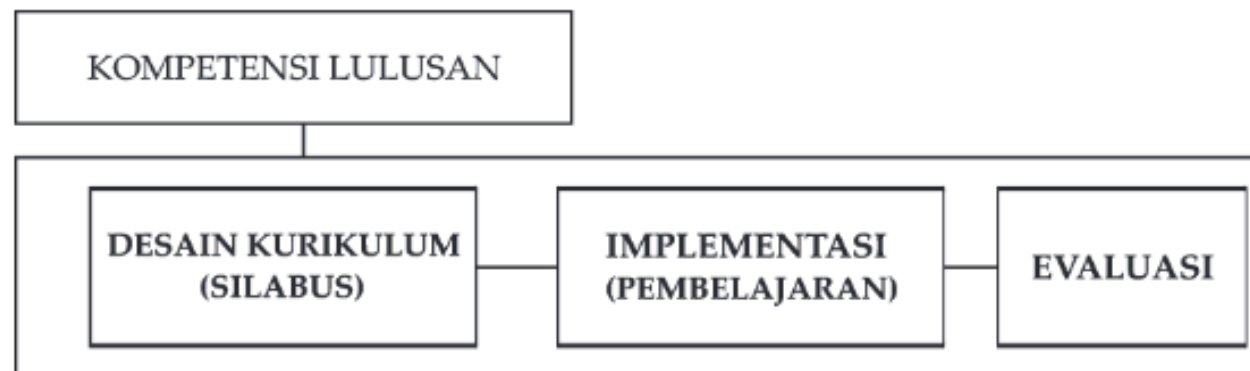 KOMPETENSI LULUSAN
DESAIN KURIKULUM
(SILABUS)
IMPLEMENTASI
(PEMBELAJARAN)
EVALUASI